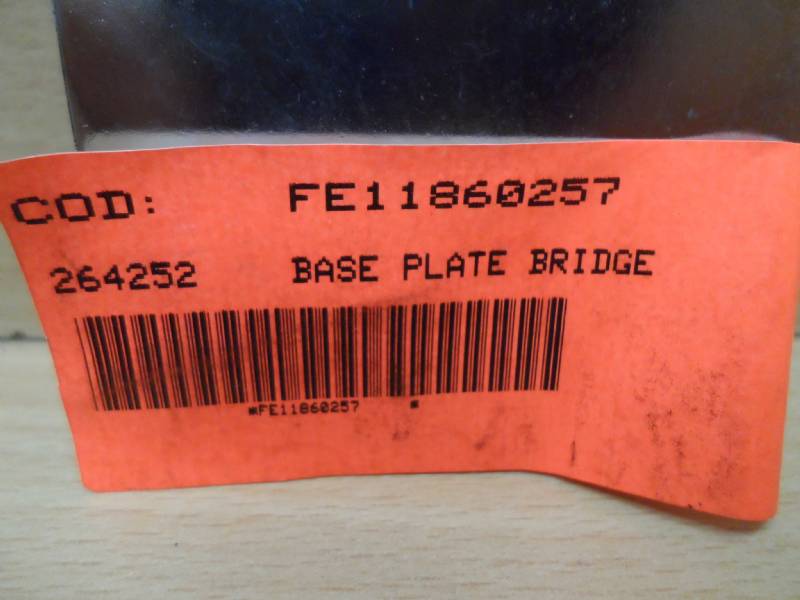 COD: FE11860257
264252 BASE PLATE BRIDGE
*FE11860257 *